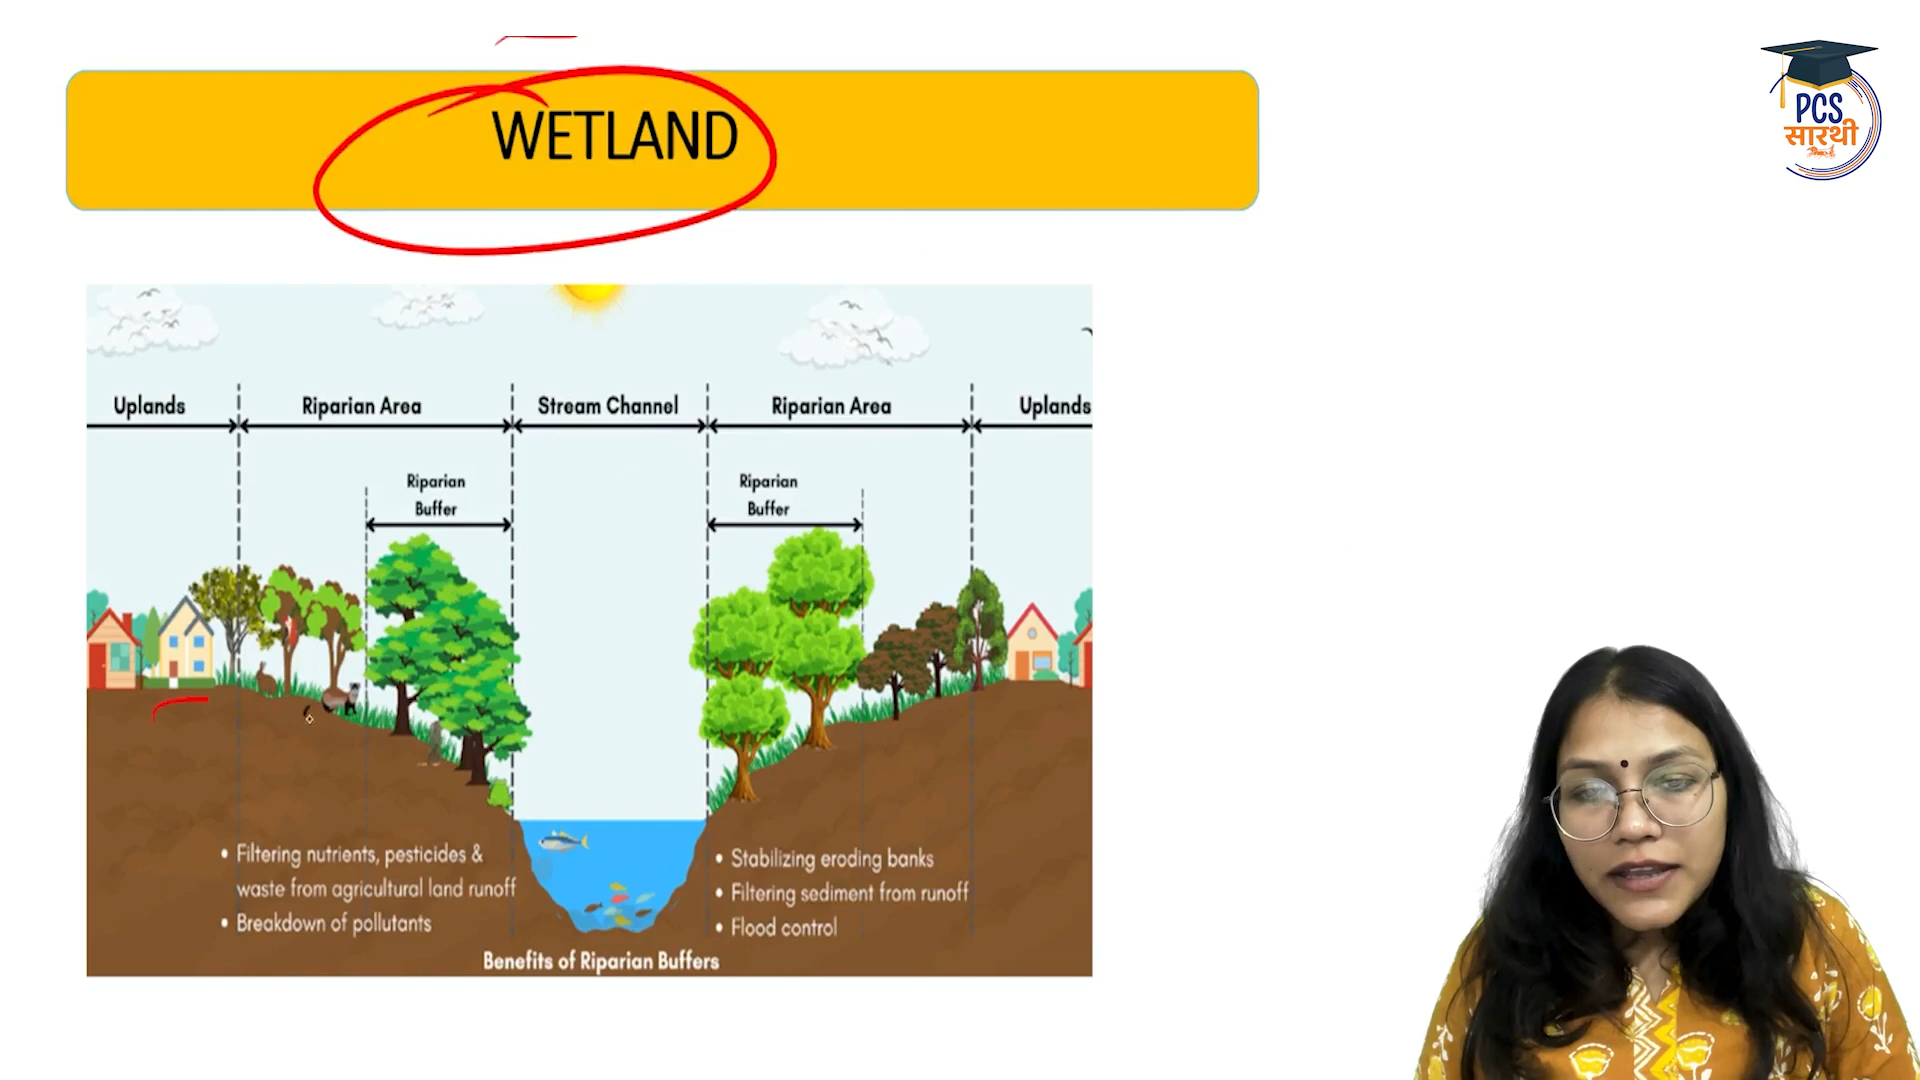 WETLAND
PCS
सारथी
Uplands
Riparian Area
Stream Channel
Riparian Area
Uplands
Riparian
Buffer
Riparian
Buffer
• Filtering nutrients, pesticides &
waste from agricultural land runoff
• Breakdown of pollutants
• Stabilizing eroding banks
• Filtering sediment from runoff
• Flood control
Benefits of Riparian Buffers